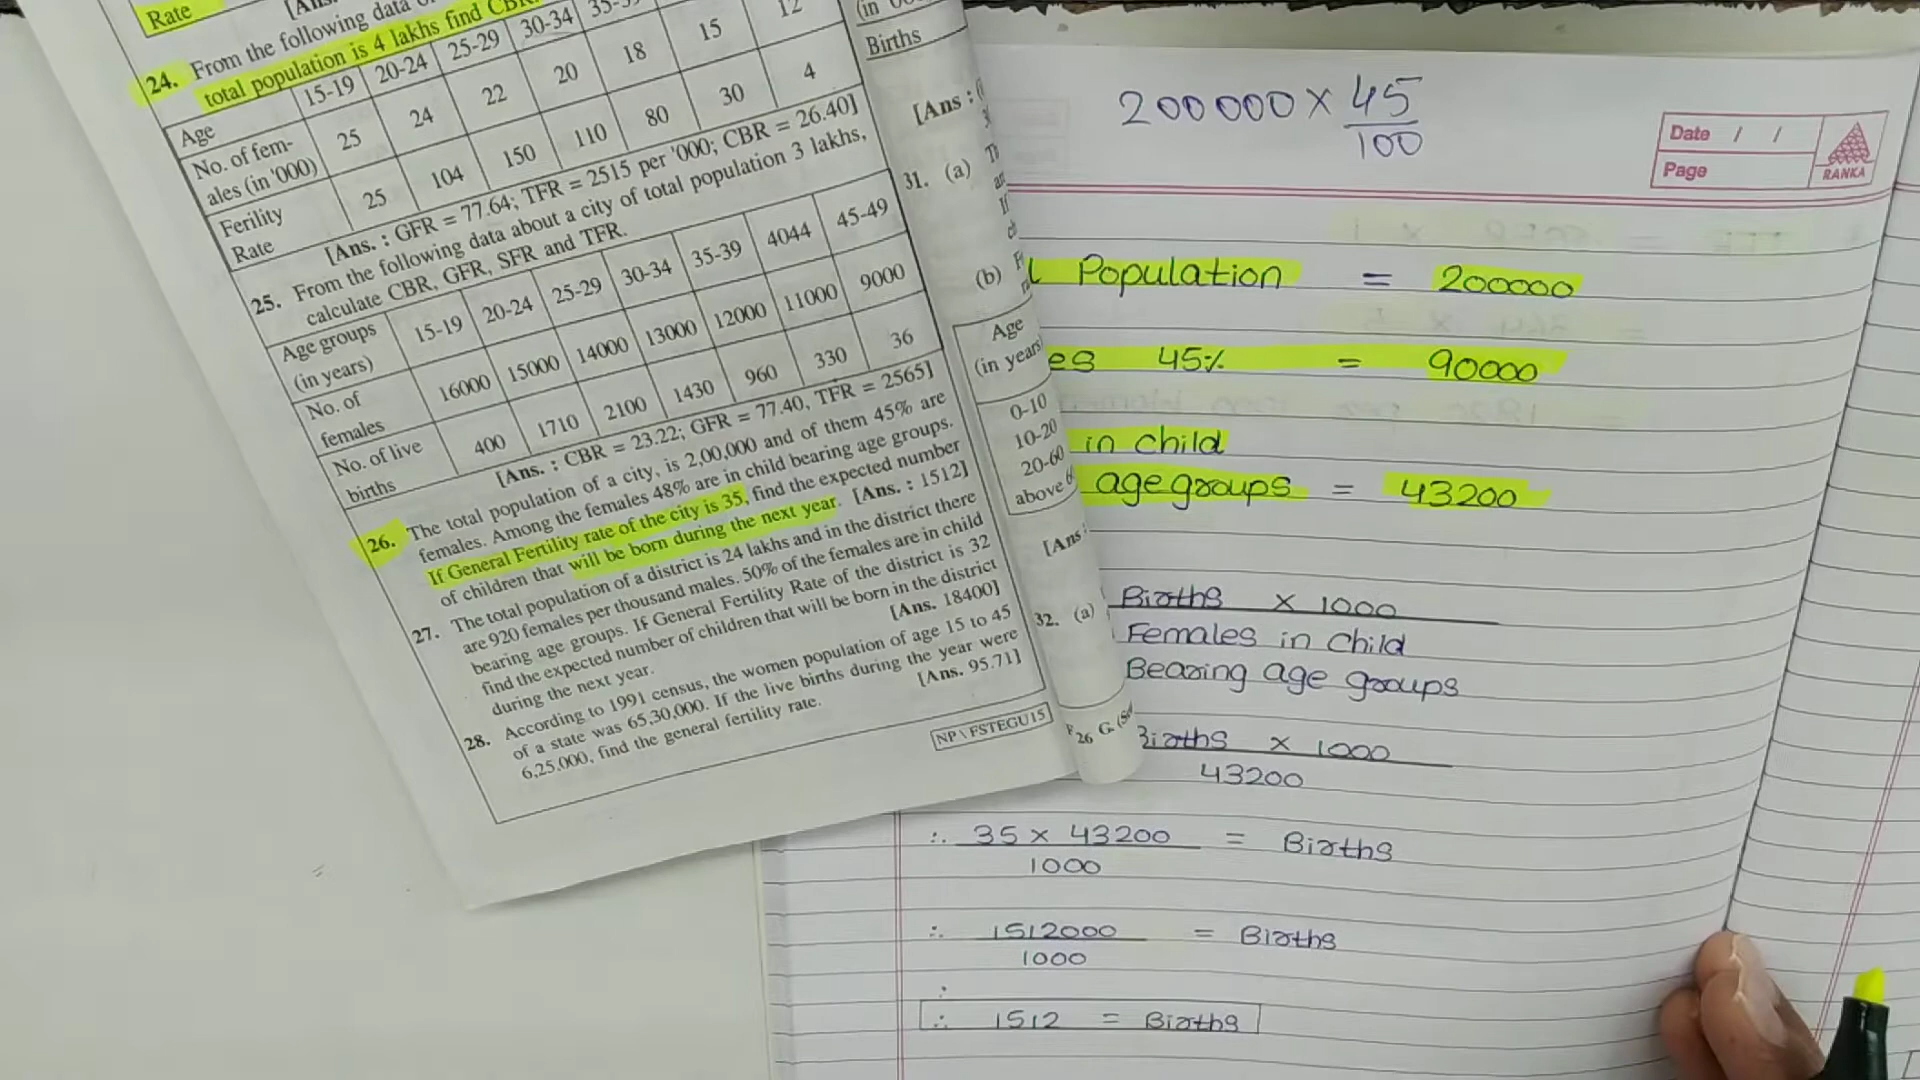 Rate
24. From the following data
total population is 4 lakhs find CBR
Age 15-19 20-24 25-29 30-34
No. of fem-
ales (in '000) 25 24 22 20 18 15 12
Ferility
Rate 25 104 150 110 80 30 4
[Ans. : GFR = 77.64; TFR = 2515 per '000; CBR = 26.40]
25. From the following data about a city of total population 3 lakhs,
calculate CBR, GFR, SFR and TFR.
Age groups
(in years) 15-19 20-24 25-29 30-34 35-39 4044 45-49
No. of
females 16000 15000 14000 13000 12000 11000 9000
No. of live
births 400 1710 2100 1430 960 330 36
[Ans. : CBR = 23.22; GFR = 77.40, TFR = 2565]
26. The total population of a city, is 2,00,000 and of them 45% are
females. Among the females 48% are in child bearing age groups.
If General Fertility rate of the city is 35, find the expected number
of children that will be born during the next year. [Ans. : 1512]
27. The total population of a district is 24 lakhs and in the district there
are 920 females per thousand males. 50% of the females are in child
bearing age groups. If General Fertility Rate of the district is 32
find the expected number of children that will be born in the district
during the next year. [Ans. 18400]
28. According to 1991 census, the women population of age 15 to 45
of a state was 65,30,000. If the live births during the year were
6,25,000, find the general fertility rate. [Ans. 95.71]
NP\FSTEGU15
Births
[Ans :
31. (a)
(b)
Age
(in years)
0-10
10-20
20-60
above
[Ans :
32. (a)
200000 × 45
100
Date / /
Page
RANKA
Population = 200000
45% = 90000
in child
age groups = 43200
Births × 1000
Females in Child
Bearing age groups
Births × 1000
43200
∴ 35 × 43200 = Births
1000
∴ 1512000 = Births
1000
∴
∴ 1512 = Births